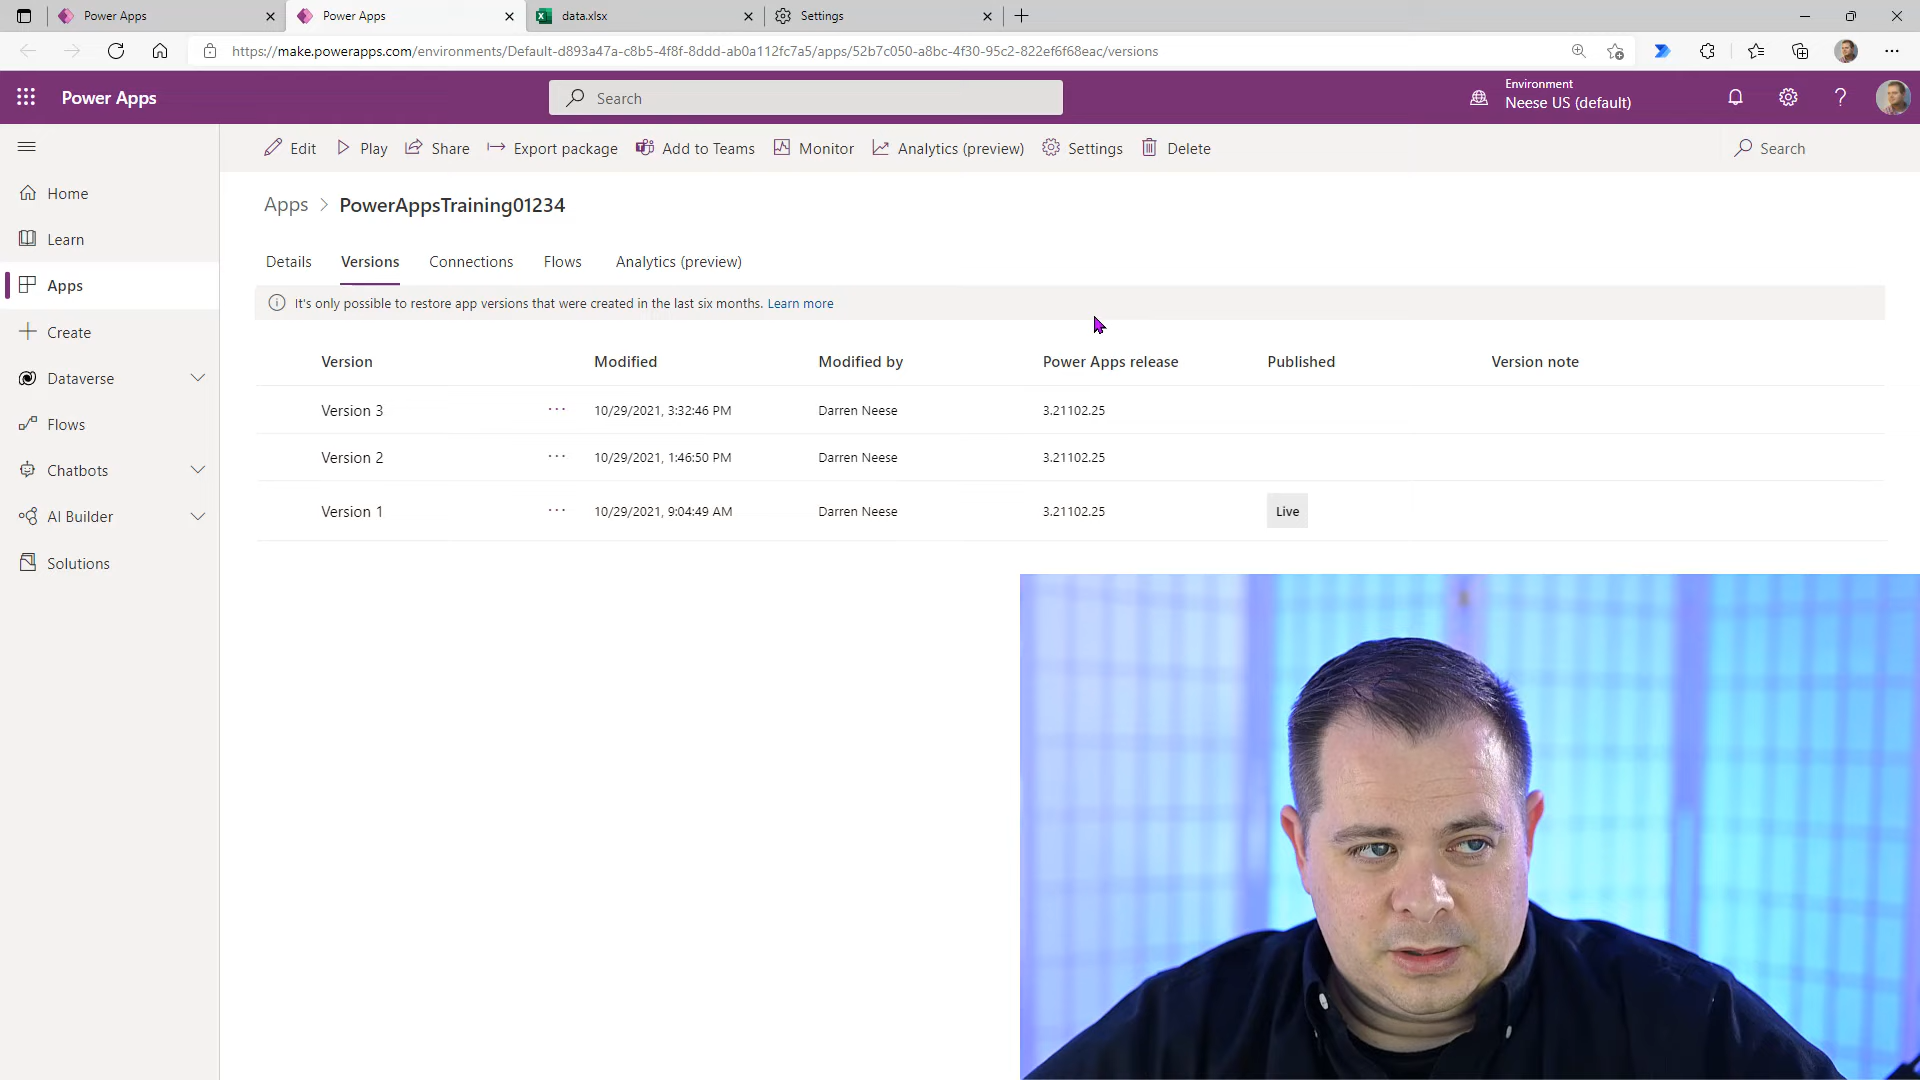 Power Apps
Power Apps
data.xlsx
Settings
https://make.powerapps.com/environments/Default-d893a47a-c8b5-4f8f-8ddd-ab0a112fc7a5/apps/52b7c050-a8bc-4f30-95c2-822ef6f68eac/versions
Power Apps
Search
Environment
Neese US (default)
Edit
Play
Share
Export package
Add to Teams
Monitor
Analytics (preview)
Settings
Delete
Search
Home
Learn
Apps
Create
Dataverse
Flows
Chatbots
AI Builder
Solutions
Apps > PowerAppsTraining01234
Details Versions Connections Flows Analytics (preview)
It's only possible to restore app versions that were created in the last six months. Learn more
Version Modified Modified by Power Apps release Published Version note
Version 3 ... 10/29/2021, 3:32:46 PM Darren Neese 3.21102.25
Version 2 ... 10/29/2021, 1:46:50 PM Darren Neese 3.21102.25
Version 1 ... 10/29/2021, 9:04:49 AM Darren Neese 3.21102.25 Live